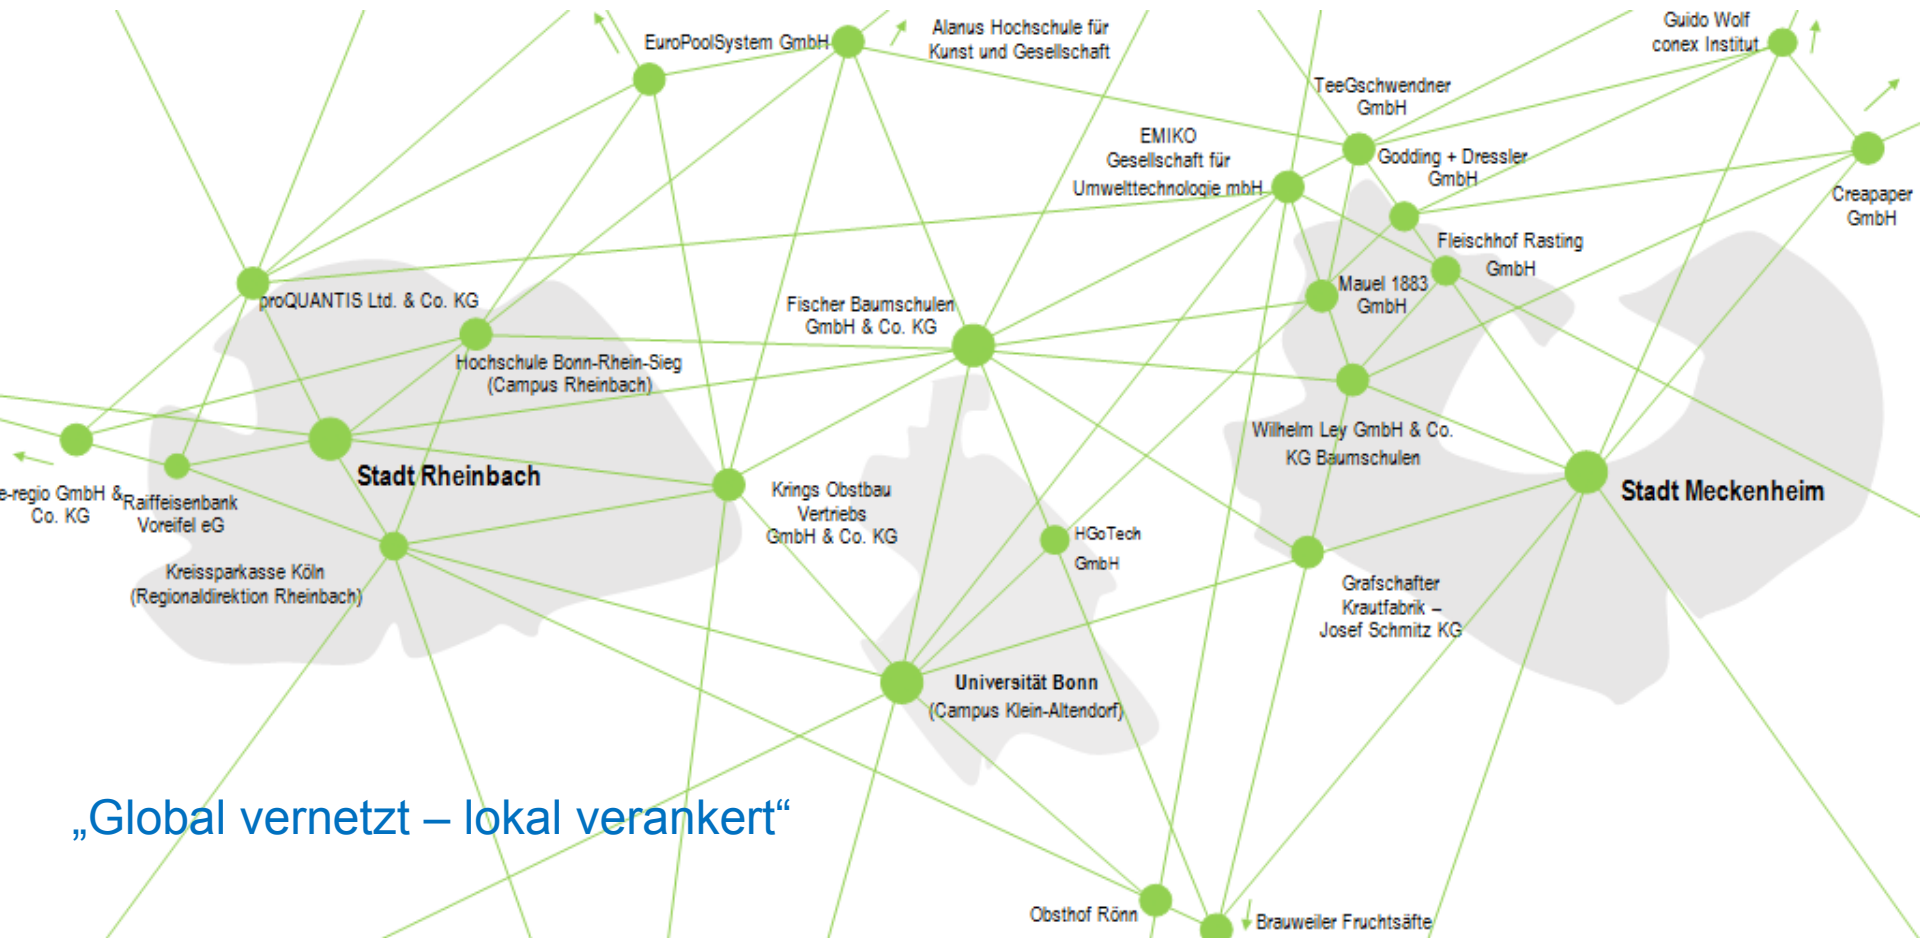 EuroPoolSystem GmbH
Alanus Hochschule für
Kunst und Gesellschaft
Guido Wolf
conex Institut
TeeGschwendner
GmbH
EMIKO
Gesellschaft für
Umwelttechnologie mbH
Godding + Dressler
GmbH
Creapaper
GmbH
Fleischhof Rasting
GmbH
Mauel 1883
GmbH
proQUANTIS Ltd. & Co. KG
Fischer Baumschulen
GmbH & Co. KG
Hochschule Bonn-Rhein-Sieg
(Campus Rheinbach)
Wilhelm Ley GmbH & Co.
KG Baumschulen
Stadt Rheinbach
Stadt Meckenheim
e-regio GmbH &
Co. KG
Raiffeisenbank
Voreifel eG
Krings Obstbau
Vertriebs
GmbH & Co. KG
HGoTech
GmbH
Kreissparkasse Köln
(Regionaldirektion Rheinbach)
Grafschafter
Krautfabrik –
Josef Schmitz KG
Universität Bonn
(Campus Klein-Altendorf)
„Global vernetzt – lokal verankert“
Obsthof Rönn
Brauweiler Fruchtsäfte